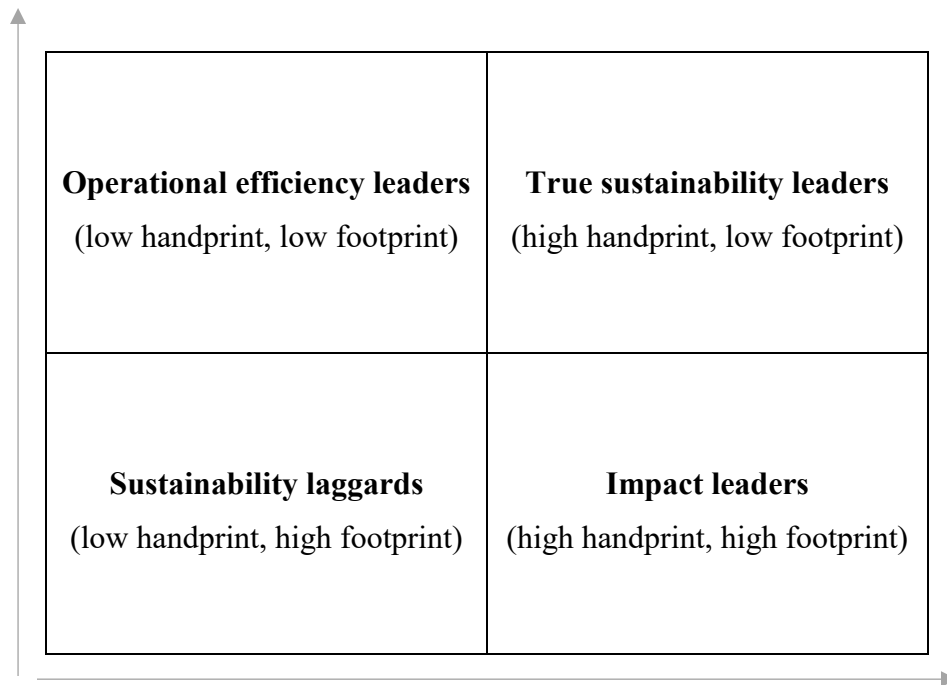 Operational efficiency leaders
(low handprint, low footprint)
True sustainability leaders
(high handprint, low footprint)
Sustainability laggards
(low handprint, high footprint)
Impact leaders
(high handprint, high footprint)